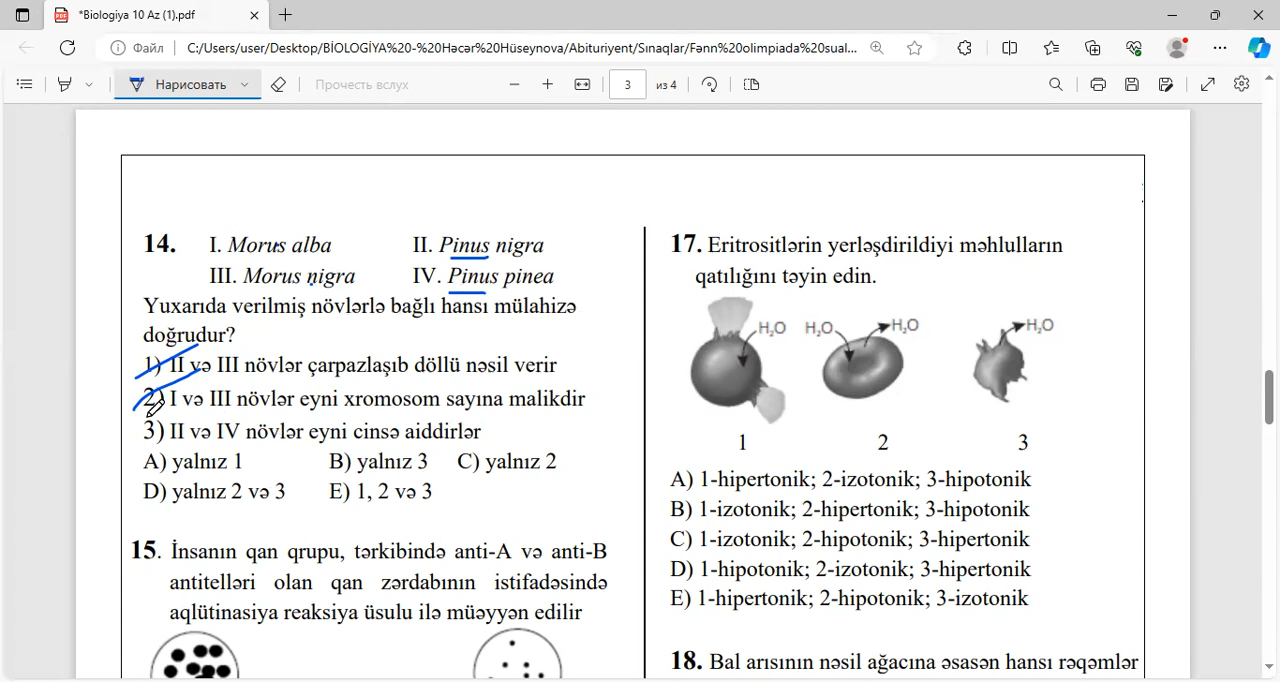 *Biologiya 10 Az (1).pdf
Файл
C:/Users/user/Desktop/BİOLOGİYA%20-%20Həcər%20Hüseynova/Abituriyent/Sınaqlar/Fənn%20olimpiada%20sual...
Нарисовать
Прочесть вслух
3
из 4
14. I. Morus alba II. Pinus nigra
III. Morus nigra IV. Pinus pinea
Yuxarıda verilmiş növlərlə bağlı hansı mülahizə
doğrudur?
1) II və III növlər çarpazlaşıb döllü nəsil verir
2) I və III növlər eyni xromosom sayına malikdir
3) II və IV növlər eyni cinsə aiddirlər
A) yalnız 1 B) yalnız 3 C) yalnız 2
D) yalnız 2 və 3 E) 1, 2 və 3
15. İnsanın qan qrupu, tərkibində anti-A və anti-B
antitelləri olan qan zərdabının istifadəsində
aqlütinasiya reaksiya üsulu ilə müəyyən edilir
17. Eritrositlərin yerləşdirildiyi məhlulların
qatılığını təyin edin.
H₂O H₂O H₂O H₂O
1 2 3
A) 1-hipertonik; 2-izotonik; 3-hipotonik
B) 1-izotonik; 2-hipertonik; 3-hipotonik
C) 1-izotonik; 2-hipotonik; 3-hipertonik
D) 1-hipotonik; 2-izotonik; 3-hipertonik
E) 1-hipertonik; 2-hipotonik; 3-izotonik
18. Bal arısının nəsil ağacına əsasən hansı rəqəmlər